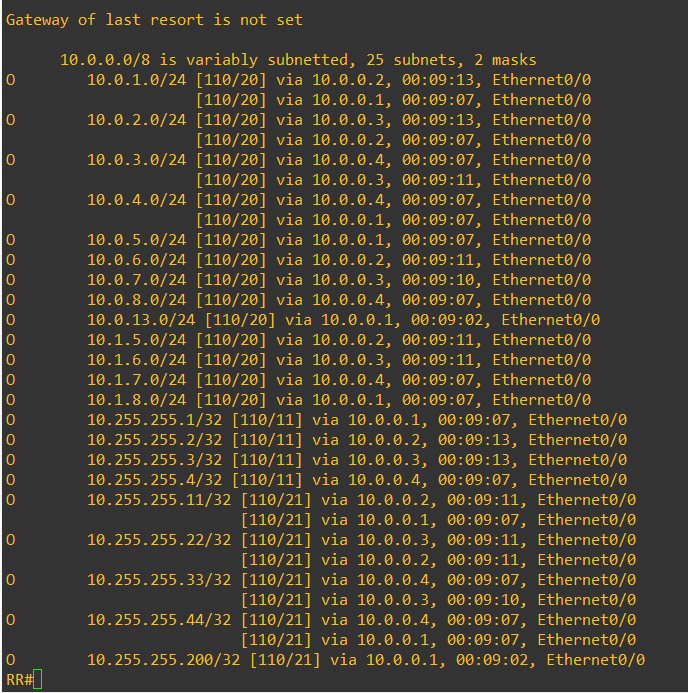 Gateway of last resort is not set
10.0.0.0/8 is variably subnetted, 25 subnets, 2 masks
O        10.0.1.0/24 [110/20] via 10.0.0.2, 00:09:13, Ethernet0/0
                     [110/20] via 10.0.0.1, 00:09:07, Ethernet0/0
O        10.0.2.0/24 [110/20] via 10.0.0.3, 00:09:13, Ethernet0/0
                     [110/20] via 10.0.0.2, 00:09:07, Ethernet0/0
O        10.0.3.0/24 [110/20] via 10.0.0.4, 00:09:07, Ethernet0/0
                     [110/20] via 10.0.0.3, 00:09:11, Ethernet0/0
O        10.0.4.0/24 [110/20] via 10.0.0.4, 00:09:07, Ethernet0/0
                     [110/20] via 10.0.0.1, 00:09:07, Ethernet0/0
O        10.0.5.0/24 [110/20] via 10.0.0.1, 00:09:07, Ethernet0/0
O        10.0.6.0/24 [110/20] via 10.0.0.2, 00:09:11, Ethernet0/0
O        10.0.7.0/24 [110/20] via 10.0.0.3, 00:09:10, Ethernet0/0
O        10.0.8.0/24 [110/20] via 10.0.0.4, 00:09:07, Ethernet0/0
O        10.0.13.0/24 [110/20] via 10.0.0.1, 00:09:02, Ethernet0/0
O        10.1.5.0/24 [110/20] via 10.0.0.2, 00:09:11, Ethernet0/0
O        10.1.6.0/24 [110/20] via 10.0.0.3, 00:09:11, Ethernet0/0
O        10.1.7.0/24 [110/20] via 10.0.0.4, 00:09:07, Ethernet0/0
O        10.1.8.0/24 [110/20] via 10.0.0.1, 00:09:07, Ethernet0/0
O        10.255.255.1/32 [110/11] via 10.0.0.1, 00:09:07, Ethernet0/0
O        10.255.255.2/32 [110/11] via 10.0.0.2, 00:09:13, Ethernet0/0
O        10.255.255.3/32 [110/11] via 10.0.0.3, 00:09:13, Ethernet0/0
O        10.255.255.4/32 [110/11] via 10.0.0.4, 00:09:07, Ethernet0/0
O        10.255.255.11/32 [110/21] via 10.0.0.2, 00:09:11, Ethernet0/0
                          [110/21] via 10.0.0.1, 00:09:07, Ethernet0/0
O        10.255.255.22/32 [110/21] via 10.0.0.3, 00:09:11, Ethernet0/0
                          [110/21] via 10.0.0.2, 00:09:11, Ethernet0/0
O        10.255.255.33/32 [110/21] via 10.0.0.4, 00:09:07, Ethernet0/0
                          [110/21] via 10.0.0.3, 00:09:10, Ethernet0/0
O        10.255.255.44/32 [110/21] via 10.0.0.4, 00:09:07, Ethernet0/0
                          [110/21] via 10.0.0.1, 00:09:07, Ethernet0/0
O        10.255.255.200/32 [110/21] via 10.0.0.1, 00:09:02, Ethernet0/0
RR#